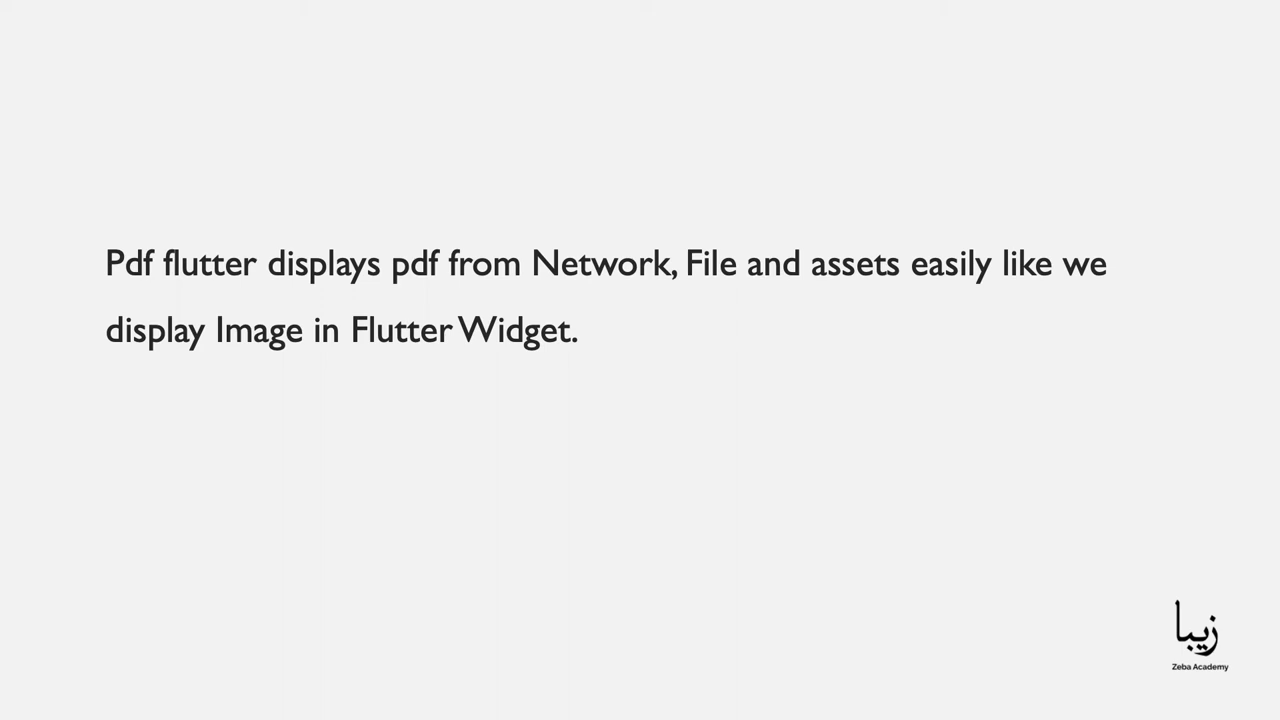 Pdf flutter displays pdf from Network, File and assets easily like we
display Image in Flutter Widget.
زیبا
Zeba Academy